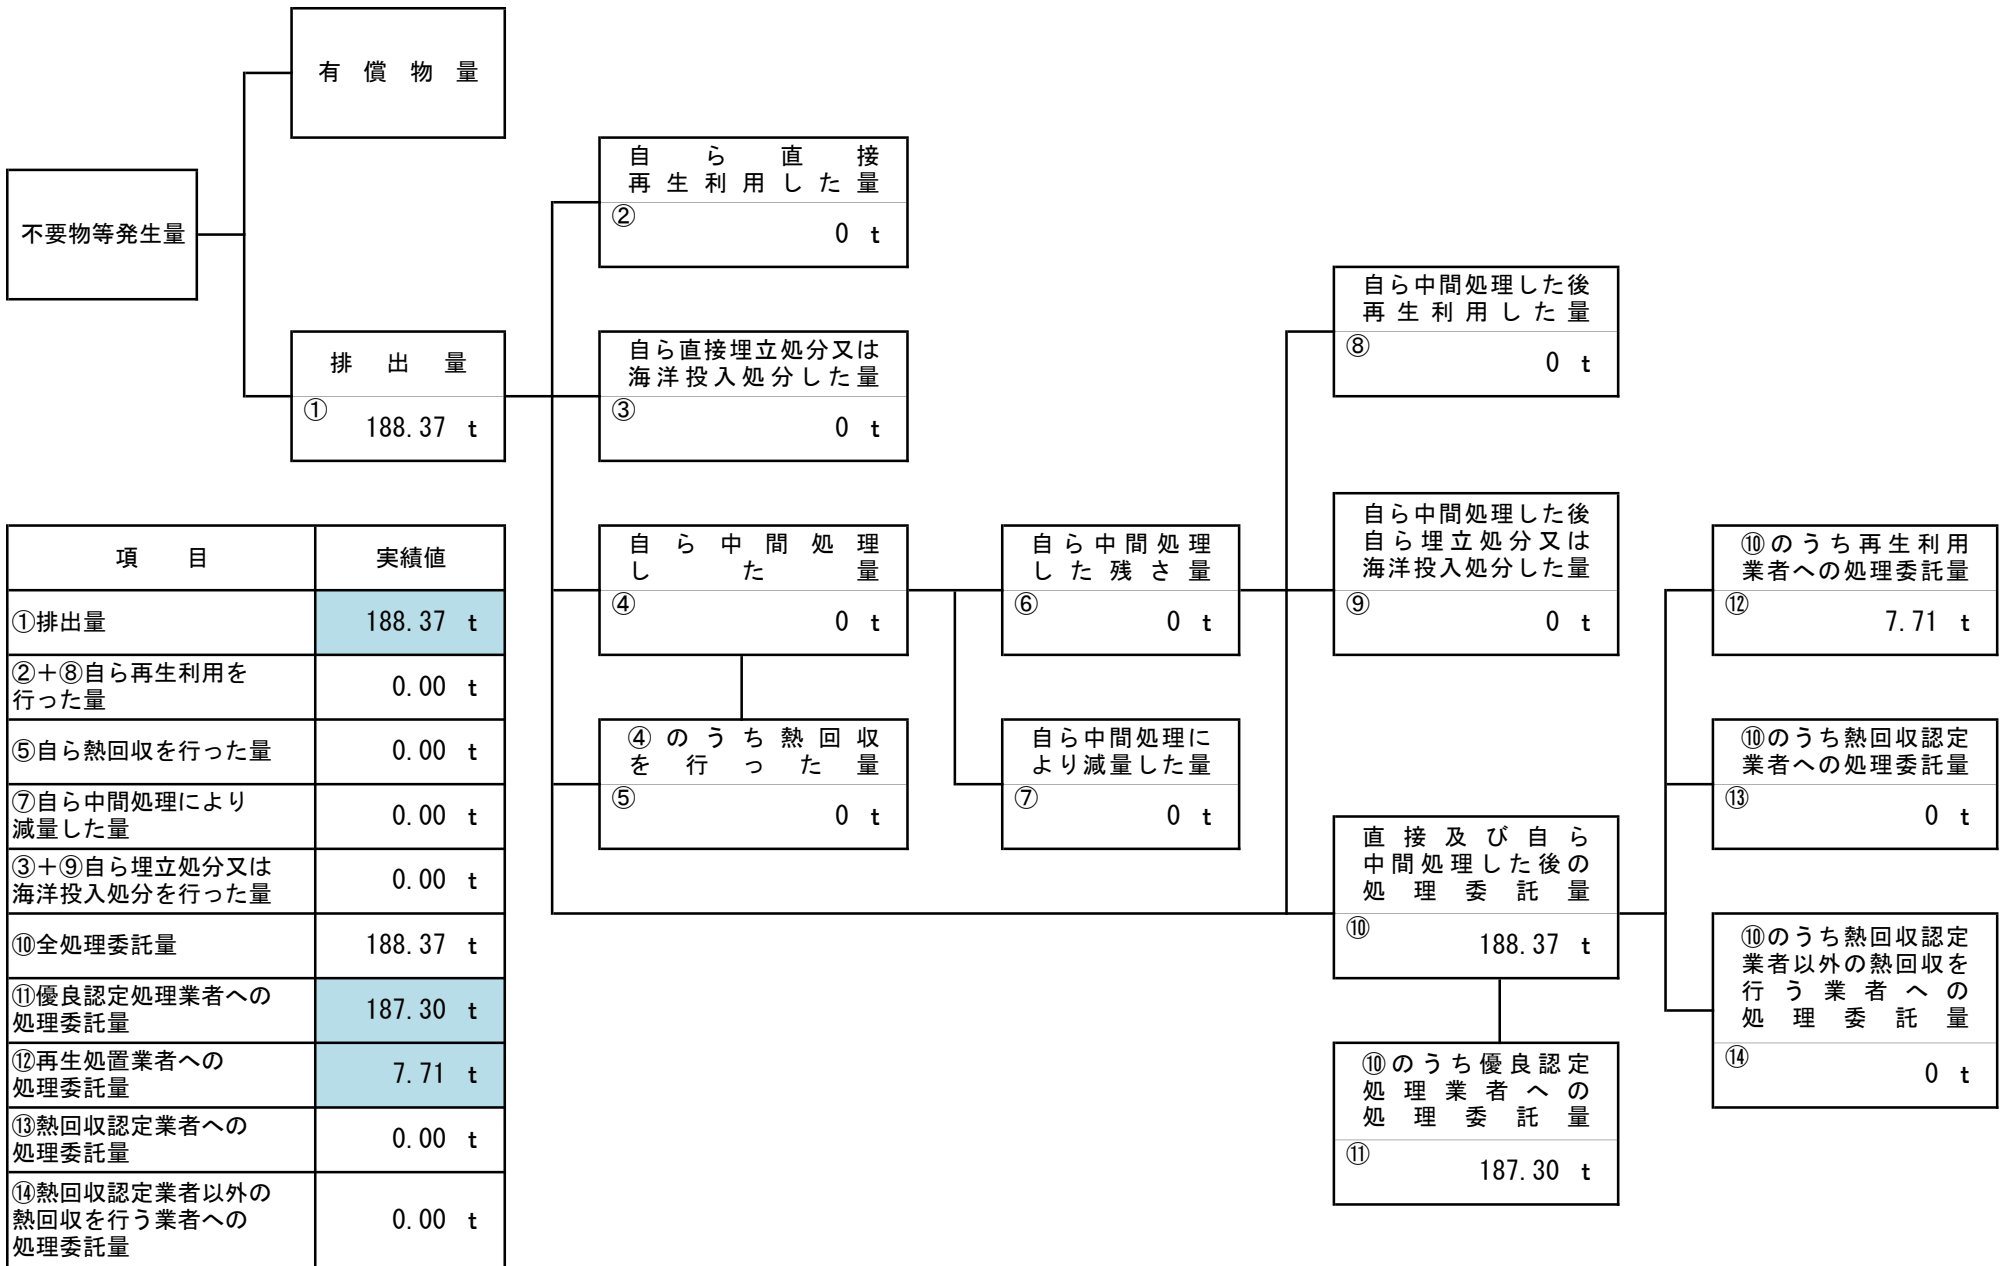 有償物量
不要物等発生量
排出量
① 188.37 t
自ら直接
再生利用した量
② 0 t
自ら直接埋立処分又は
海洋投入処分した量
③ 0 t
自ら中間処理
した量
④ 0 t
④のうち熱回収
を行った量
⑤ 0 t
自ら中間処理
した残さ量
⑥ 0 t
自ら中間処理に
より減量した量
⑦ 0 t
自ら中間処理した後
再生利用した量
⑧ 0 t
自ら中間処理した後
自ら埋立処分又は
海洋投入処分した量
⑨ 0 t
直接及び自ら
中間処理した後の
処理委託量
⑩ 188.37 t
⑩のうち優良認定
処理業者への
処理委託量
⑪ 187.30 t
⑩のうち再生利用
業者への処理委託量
⑫ 7.71 t
⑩のうち熱回収認定
業者への処理委託量
⑬ 0 t
⑩のうち熱回収認定
業者以外の熱回収を
行う業者への
処理委託量
⑭ 0 t
項目 実績値
①排出量 188.37 t
②＋⑧自ら再生利用を
行った量 0.00 t
⑤自ら熱回収を行った量 0.00 t
⑦自ら中間処理により
減量した量 0.00 t
③＋⑨自ら埋立処分又は
海洋投入処分を行った量 0.00 t
⑩全処理委託量 188.37 t
⑪優良認定処理業者への
処理委託量 187.30 t
⑫再生処置業者への
処理委託量 7.71 t
⑬熱回収認定業者への
処理委託量 0.00 t
⑭熱回収認定業者以外の
熱回収を行う業者への
処理委託量 0.00 t